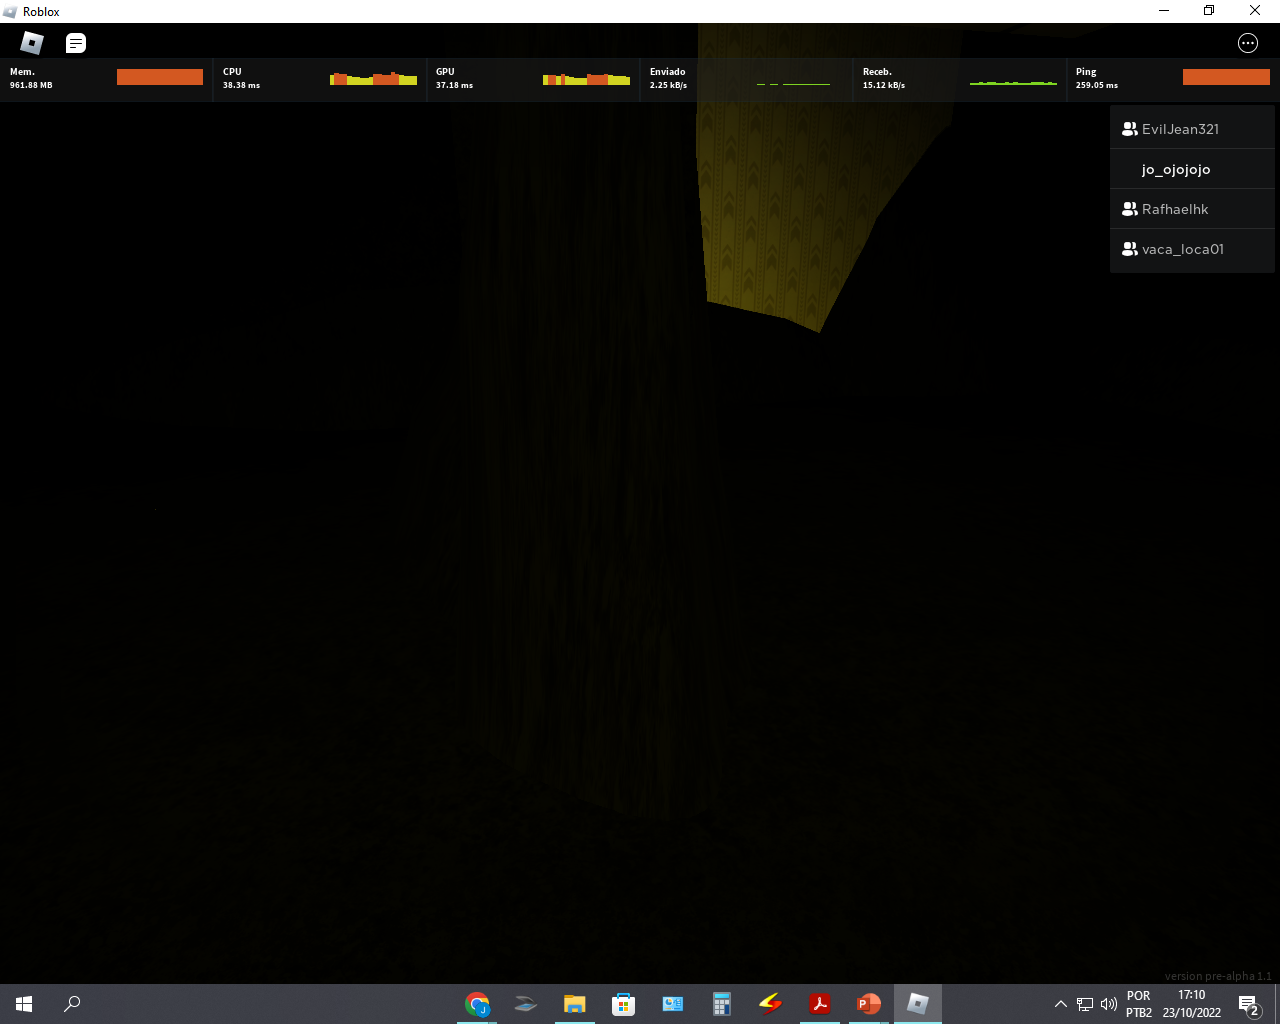 Roblox
Mem.
961.88 MB
CPU
38.38 ms
GPU
37.18 ms
Enviado
2.25 kB/s
Receb.
15.12 kB/s
Ping
259.05 ms
EvilJean321
jo_ojojojo
Rafhaelhk
vaca_loca01
version pre-alpha 1.1
J
P
POR
PTB2
17:10
23/10/2022
2